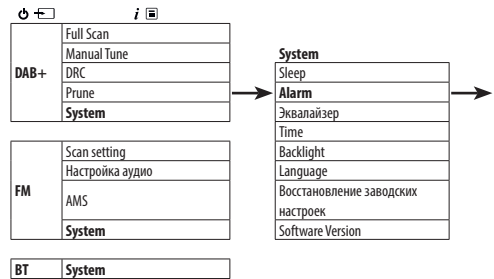 i
DAB+
Full Scan
Manual Tune
DRC
Prune
System
FM
Scan setting
Настройка аудио
AMS
System
BT
System
System
Sleep
Alarm
Эквалайзер
Time
Backlight
Language
Восстановление заводских
настроек
Software Version